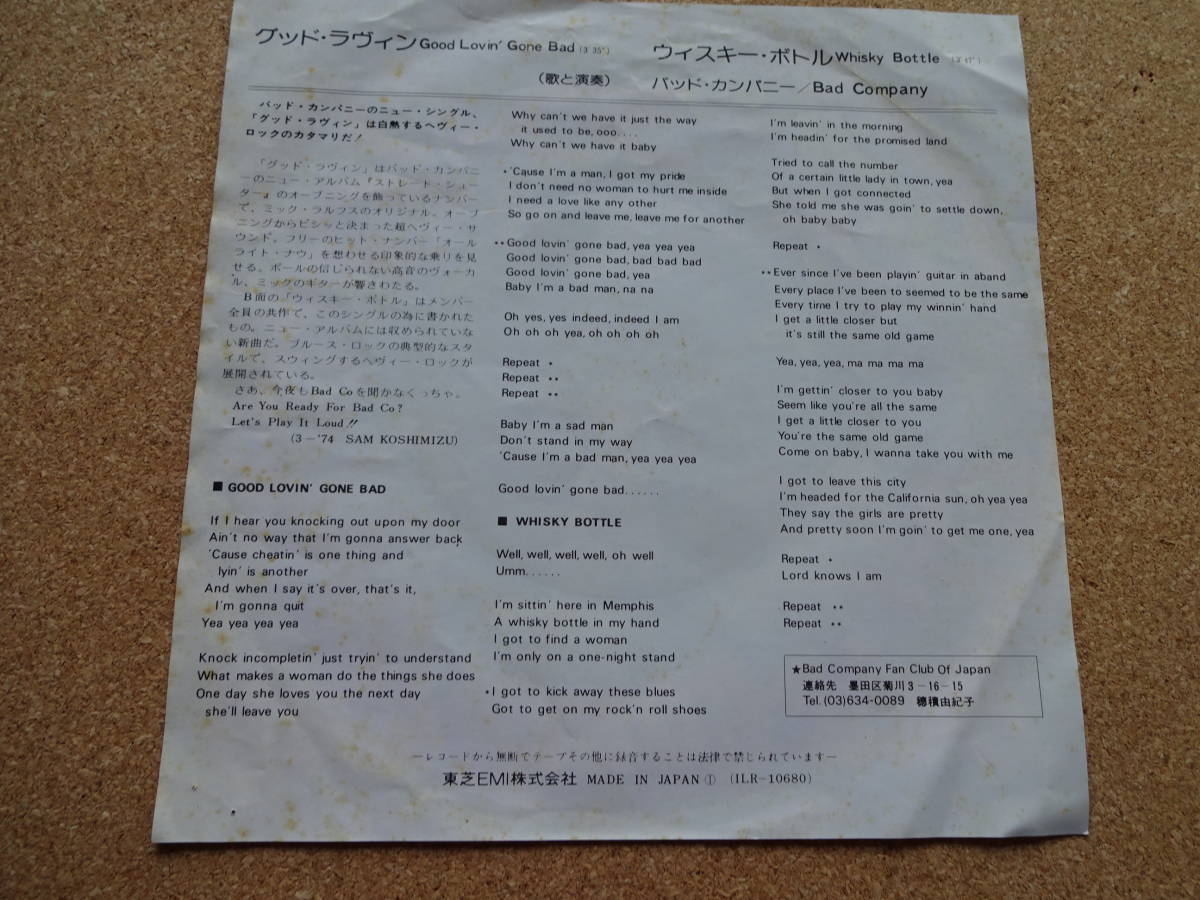 グッド・ラヴィン Good Lovin' Gone Bad (3'35")
ウィスキー・ボトル Whisky Bottle
(歌と演奏) バッド・カンパニー/Bad Company
バッド・カンパニーのニュー・シングル、
「グッド・ラヴィン」は白熱するヘヴィー・
ロックのカタマリだ!
「グッド・ラヴィン」はバッド・カンパニ
ーのニュー・アルバム『ストレート・シュー
ター』のオープニングを飾っているナンバー
で、ミック・ラルフスのオリジナル。オープ
ニングからビシッと決まった超ヘヴィー・サ
ウンド。フリーのヒット・ナンバー「オール
ライト・ナウ」を想わせる印象的な乗りを見
せる。ポールの信じられない高音のヴォーカ
ル、ミックのギターが響きわたる。
B面の「ウィスキー・ボトル」はメンバー
全員の共作で、このシングルの為に書かれた
もの。ニュー・アルバムには収められていな
い新曲だ。ブルース・ロックの典型的なスタ
イルで、スウィングするヘヴィー・ロックが
展開されている。
さあ、今夜もBad Coを聞かなくっちゃ。
Are You Ready For Bad Co?
Let's Play It Loud!!
(3－'74 SAM KOSHIMIZU)
■ GOOD LOVIN' GONE BAD
If I hear you knocking out upon my door
Ain't no way that I'm gonna answer back
'Cause cheatin' is one thing and
lyin' is another
And when I say it's over, that's it,
I'm gonna quit
Yea yea yea yea
Knock incompletin' just tryin' to understand
What makes a woman do the things she does
One day she loves you the next day
she'll leave you
Why can't we have it just the way
it used to be, ooo....
Why can't we have it baby
* 'Cause I'm a man, I got my pride
I don't need no woman to hurt me inside
I need a love like any other
So go on and leave me, leave me for another
** Good lovin' gone bad, yea yea yea
Good lovin' gone bad, bad bad bad
Good lovin' gone bad, yea
Baby I'm a bad man, na na
Oh yes, yes indeed, indeed I am
Oh oh oh yea, oh oh oh oh
Repeat *
Repeat **
Repeat **
Baby I'm a sad man
Don't stand in my way
'Cause I'm a bad man, yea yea yea
Good lovin' gone bad......
■ WHISKY BOTTLE
Well, well, well, well, oh well
Umm......
I'm sittin' here in Memphis
A whisky bottle in my hand
I got to find a woman
I'm only on a one-night stand
* I got to kick away these blues
Got to get on my rock'n roll shoes
I'm leavin' in the morning
I'm headin' for the promised land
Tried to call the number
Of a certain little lady in town, yea
But when I got connected
She told me she was goin' to settle down,
oh baby baby
Repeat *
** Ever since I've been playin' guitar in aband
Every place I've been to seemed to be the same
Every time I try to play my winnin' hand
I get a little closer but
it's still the same old game
Yea, yea, yea, ma ma ma ma
I'm gettin' closer to you baby
Seem like you're all the same
I get a little closer to you
You're the same old game
Come on baby, I wanna take you with me
I got to leave this city
I'm headed for the California sun, oh yea yea
They say the girls are pretty
And pretty soon I'm goin' to get me one, yea
Repeat *
Lord knows I am
Repeat **
Repeat **
★Bad Company Fan Club Of Japan
連絡先 墨田区菊川3－16－15
Tel. (03)634-0089 穂積由紀子
―レコードから無断でテープその他に録音することは法律で禁じられています―
東芝EMI株式会社 MADE IN JAPAN ① (ILR-10680)